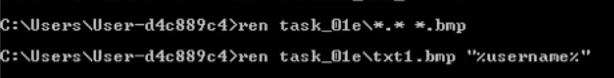 C:\Users\User-d4c889c4>ren task_01e\*.* *.bmp
C:\Users\User-d4c889c4>ren task_01e\txt1.bmp "%username%"